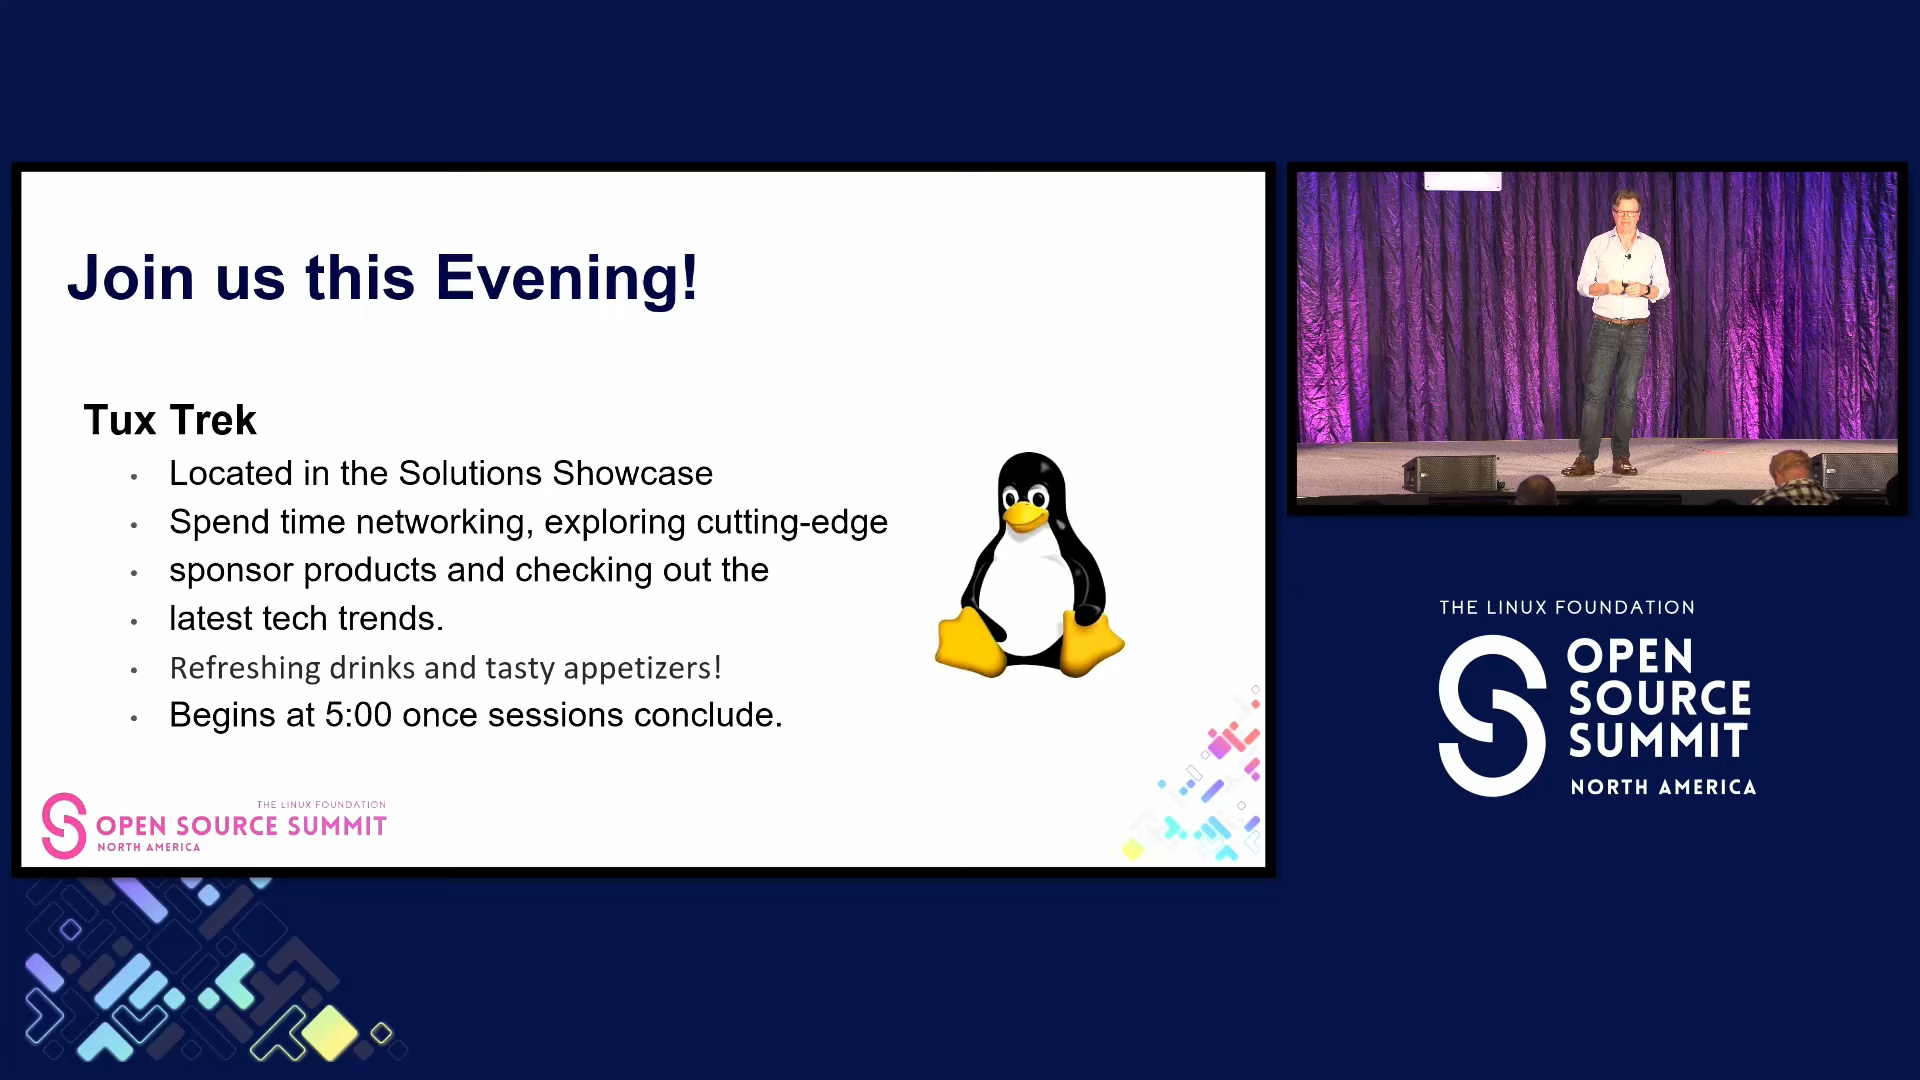 Join us this Evening!
Tux Trek
• Located in the Solutions Showcase
• Spend time networking, exploring cutting-edge
• sponsor products and checking out the
• latest tech trends.
• Refreshing drinks and tasty appetizers!
• Begins at 5:00 once sessions conclude.
THE LINUX FOUNDATION
OPEN SOURCE SUMMIT
NORTH AMERICA
THE LINUX FOUNDATION
OPEN
SOURCE
SUMMIT
NORTH AMERICA